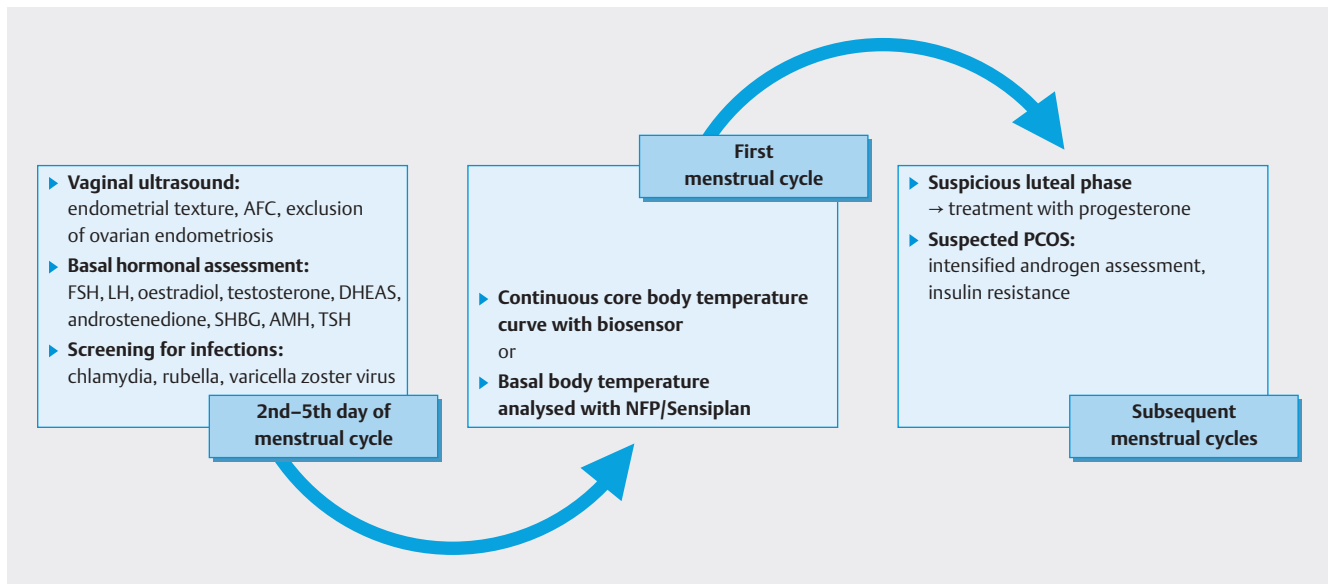 Vaginal ultrasound:
endometrial texture, AFC, exclusion
of ovarian endometriosis
Basal hormonal assessment:
FSH, LH, oestradiol, testosterone, DHEAS,
androstenedione, SHBG, AMH, TSH
Screening for infections:
chlamydia, rubella, varicella zoster virus
2nd–5th day of
menstrual cycle
First
menstrual cycle
Continuous core body temperature
curve with biosensor
or
Basal body temperature
analysed with NFP/Sensiplan
Suspicious luteal phase
→ treatment with progesterone
Suspected PCOS:
intensified androgen assessment,
insulin resistance
Subsequent
menstrual cycles